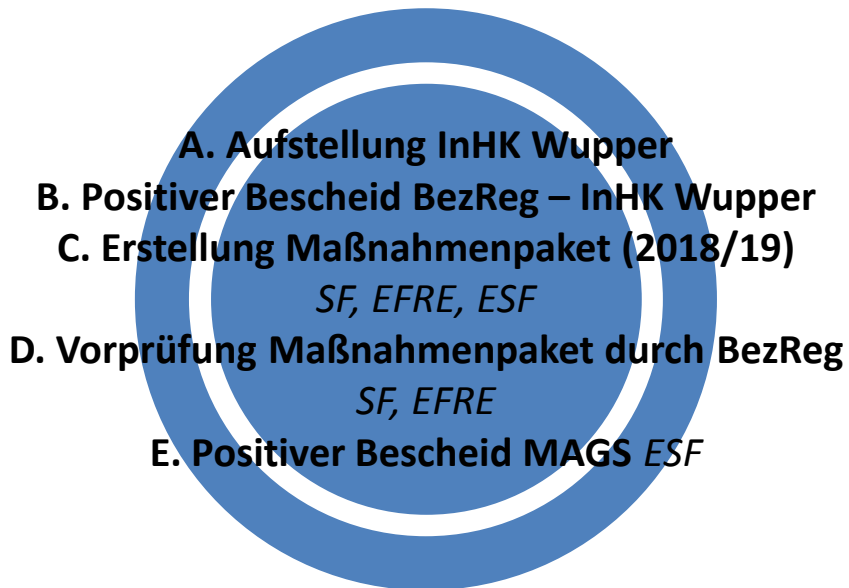 A. Aufstellung InHK Wupper
B. Positiver Bescheid BezReg – InHK Wupper
C. Erstellung Maßnahmenpaket (2018/19)
SF, EFRE, ESF
D. Vorprüfung Maßnahmenpaket durch BezReg
SF, EFRE
E. Positiver Bescheid MAGS ESF